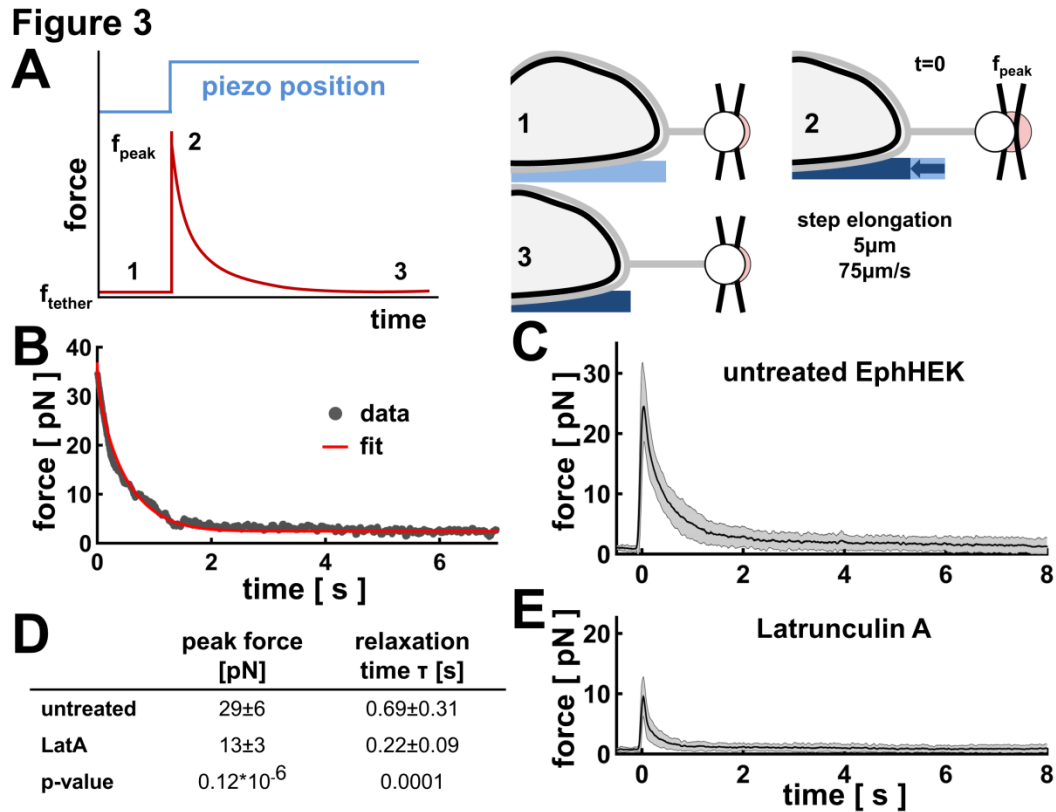 Figure 3
A
piezo position
f_peak
2
force
1
3
f_tether
time
1
2
t=0
f_peak
3
step elongation
5µm
75µm/s
B
40
30
20
10
0
force [ pN ]
data
fit
0
2
4
6
time [ s ]
C
untreated EphHEK
30
20
10
0
force [ pN ]
0
2
4
6
8
time [ s ]
D
peak force relaxation
[pN] time τ [s]
untreated 29±6 0.69±0.31
LatA 13±3 0.22±0.09
p-value 0.12*10^-6 0.0001
E
Latrunculin A
20
10
0
force [ pN ]
0
2
4
6
8
time [ s ]